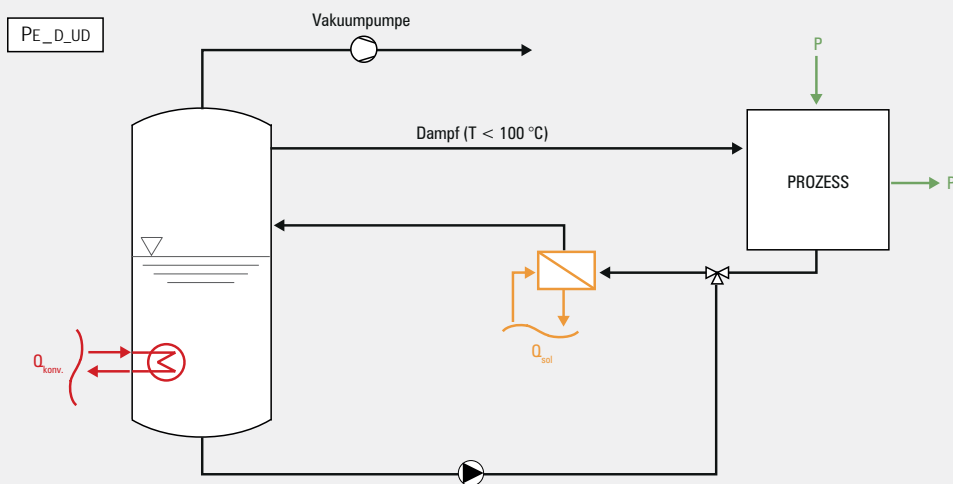 PE_D_UD
Vakuumpumpe
P
Dampf (T < 100 °C)
PROZESS
P
Qkonv.
Qsol